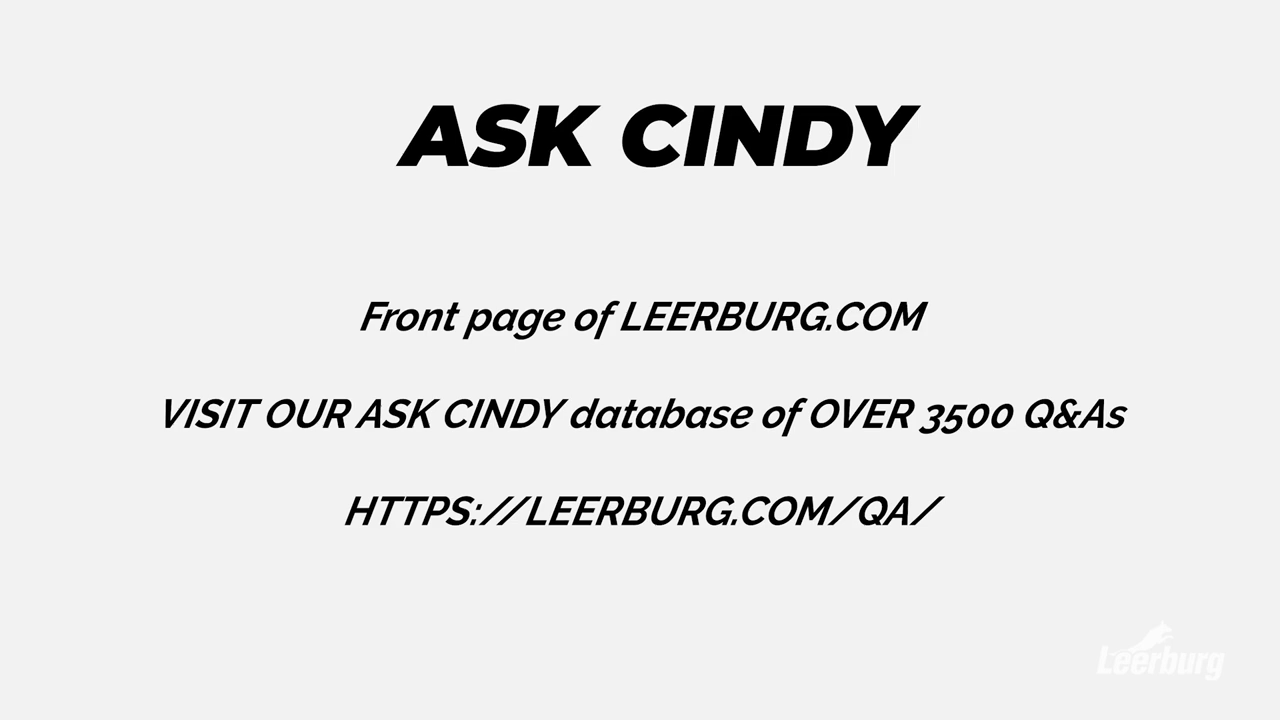 ASK CINDY
Front page of LEERBURG.COM
VISIT OUR ASK CINDY database of OVER 3500 Q&As
HTTPS://LEERBURG.COM/QA/
Leerburg